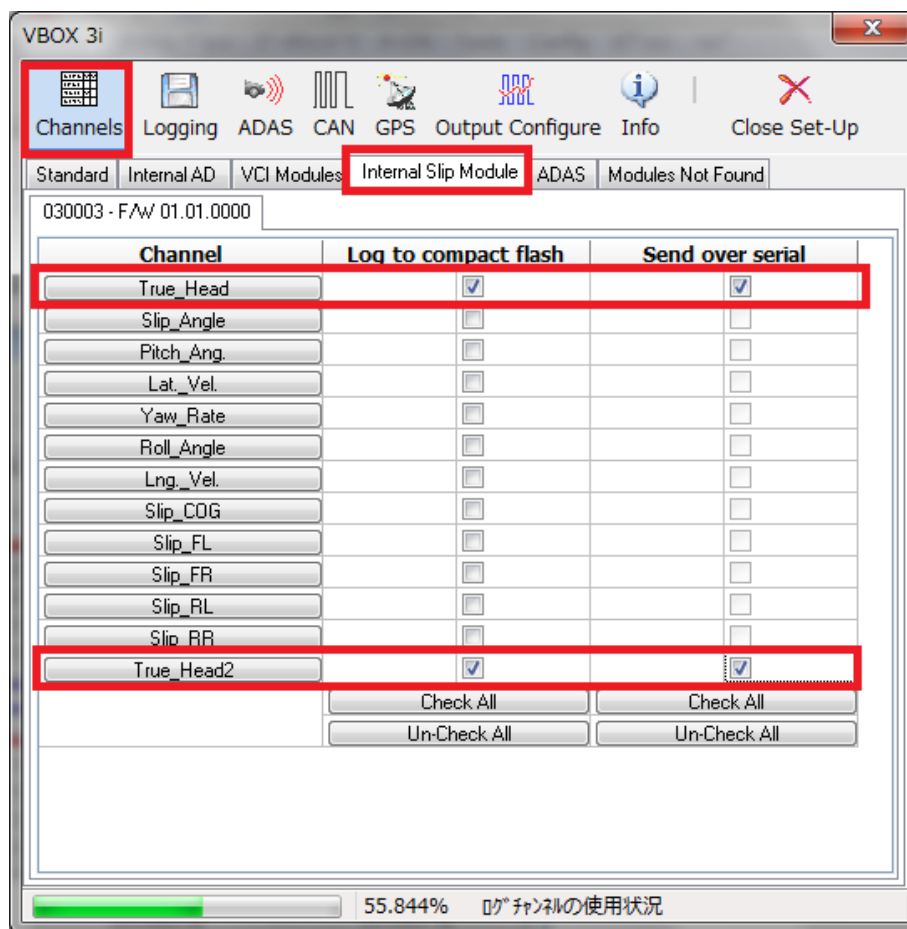 VBOX 3i
Channels Logging ADAS CAN GPS Output Configure Info Close Set-Up
Standard Internal AD VCI Modules Internal Slip Module ADAS Modules Not Found
030003 - F/W 01.01.0000
Channel Log to compact flash Send over serial
True_Head
Slip_Angle
Pitch_Ang.
Lat._Vel.
Yaw_Rate
Roll_Angle
Lng._Vel.
Slip_COG
Slip_FL
Slip_FR
Slip_RL
Slip_RR
True_Head2
Check All Check All
Un-Check All Un-Check All
55.844% ﾛｸﾞﾁｬﾝﾈﾙの使用状況